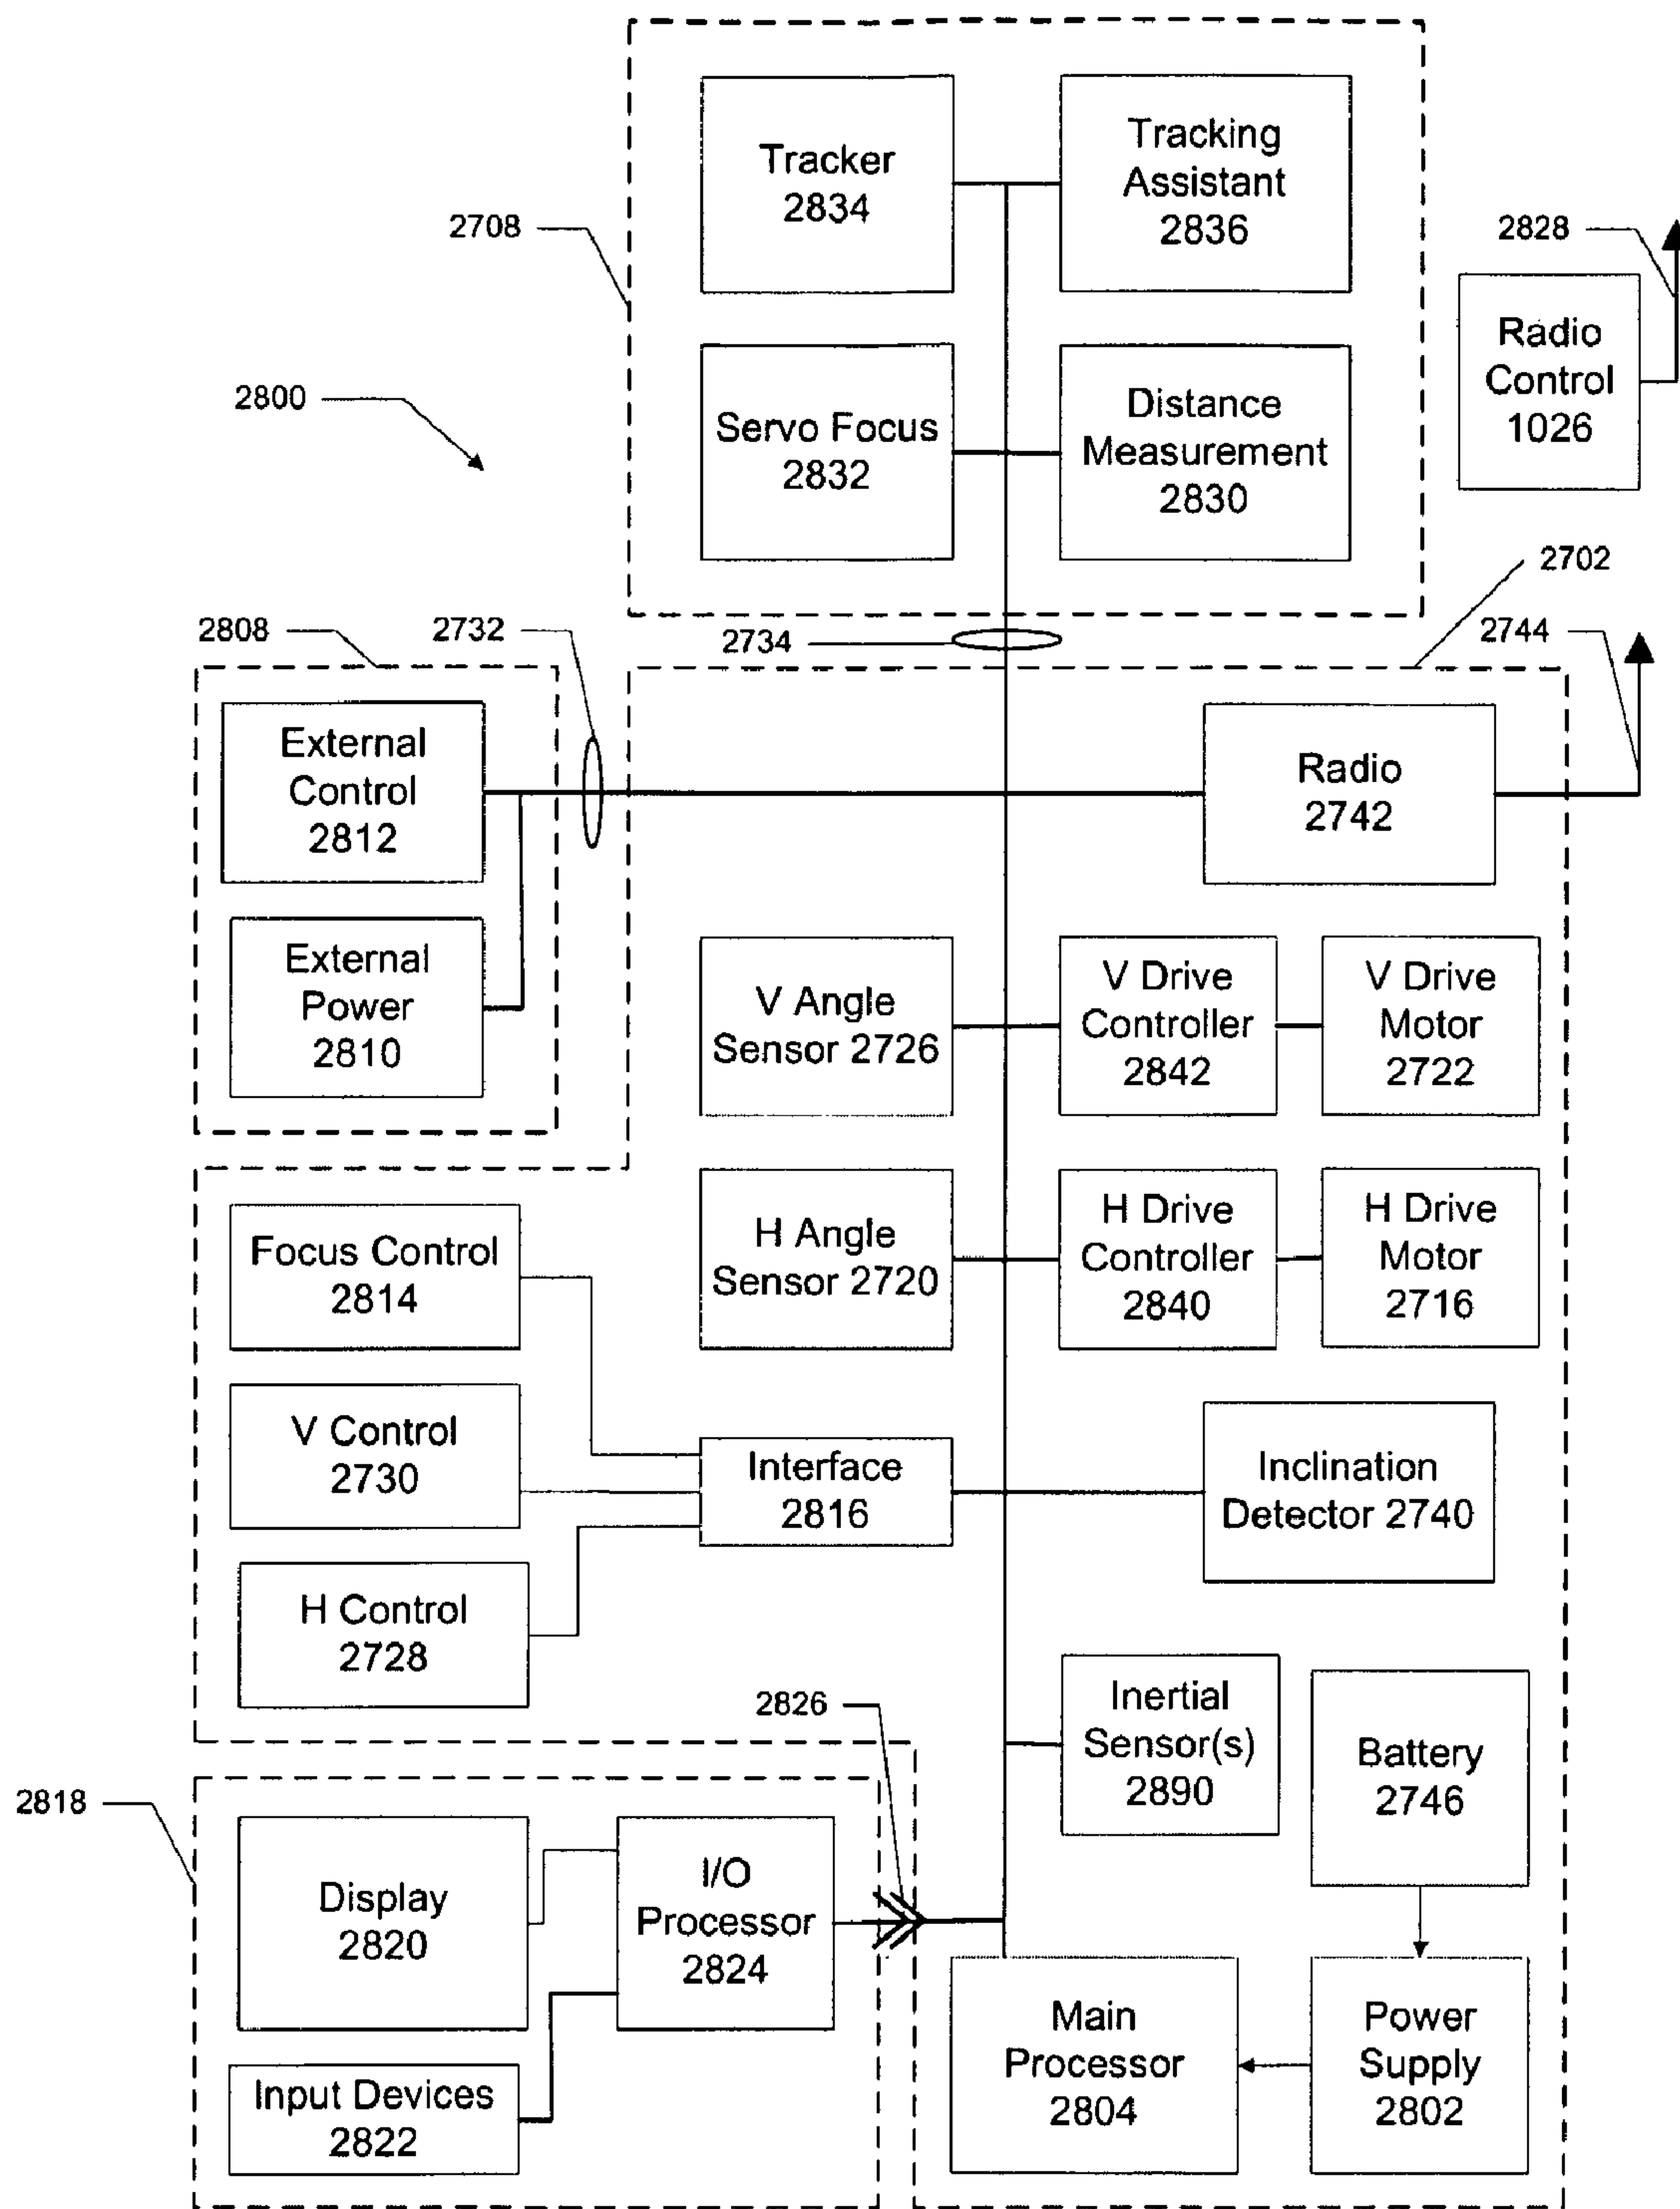 Tracker
2834
Tracking
Assistant
2836
2708
2828
Radio
Control
1026
2800
Servo Focus
2832
Distance
Measurement
2830
2702
2808
2732
2734
2744
External
Control
2812
Radio
2742
External
Power
2810
V Angle
Sensor 2726
V Drive
Controller
2842
V Drive
Motor
2722
Focus Control
2814
H Angle
Sensor 2720
H Drive
Controller
2840
H Drive
Motor
2716
V Control
2730
Interface
2816
Inclination
Detector 2740
H Control
2728
2826
Inertial
Sensor(s)
2890
Battery
2746
2818
Display
2820
I/O
Processor
2824
Input Devices
2822
Main
Processor
2804
Power
Supply
2802